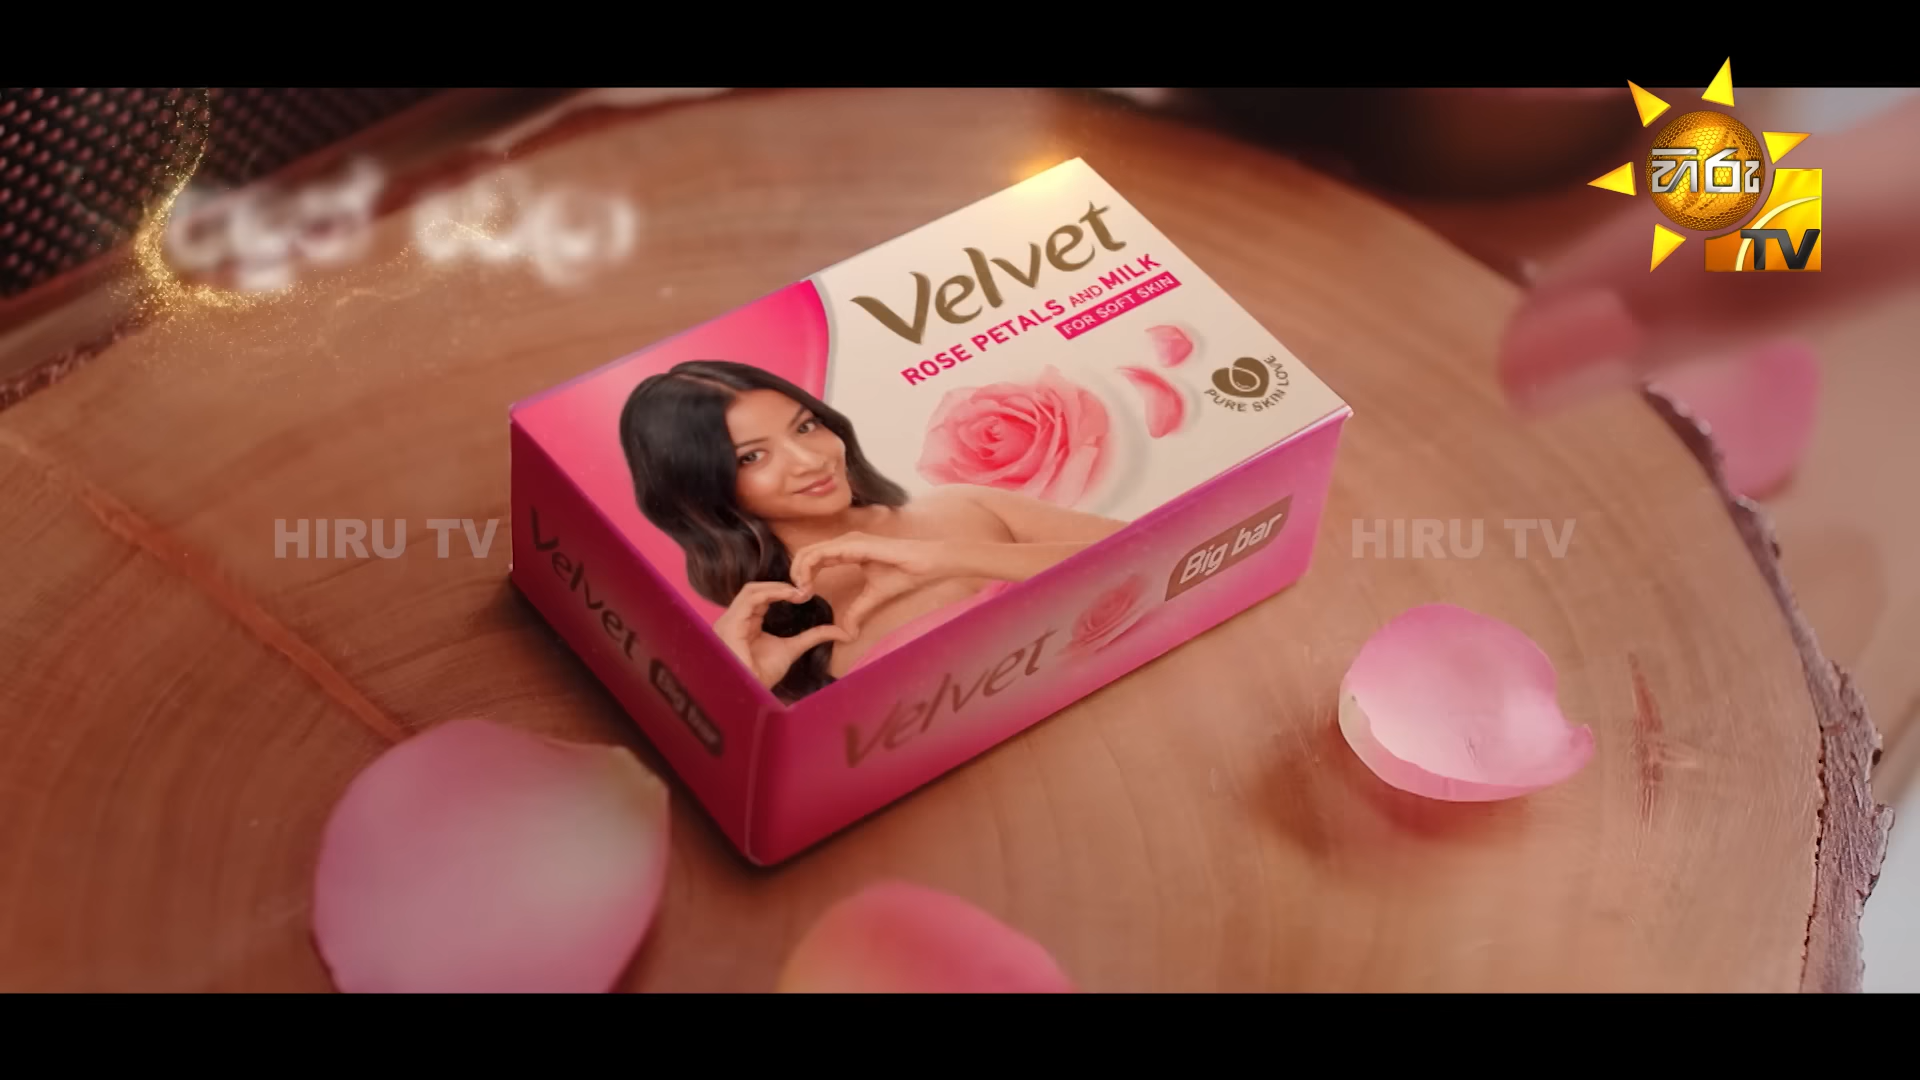 හිරු
TV
Velvet
ROSE PETALS AND MILK
FOR SOFT SKIN
PURE SKIN LOVE
HIRU TV
HIRU TV
Velvet Big bar
Velvet Big bar